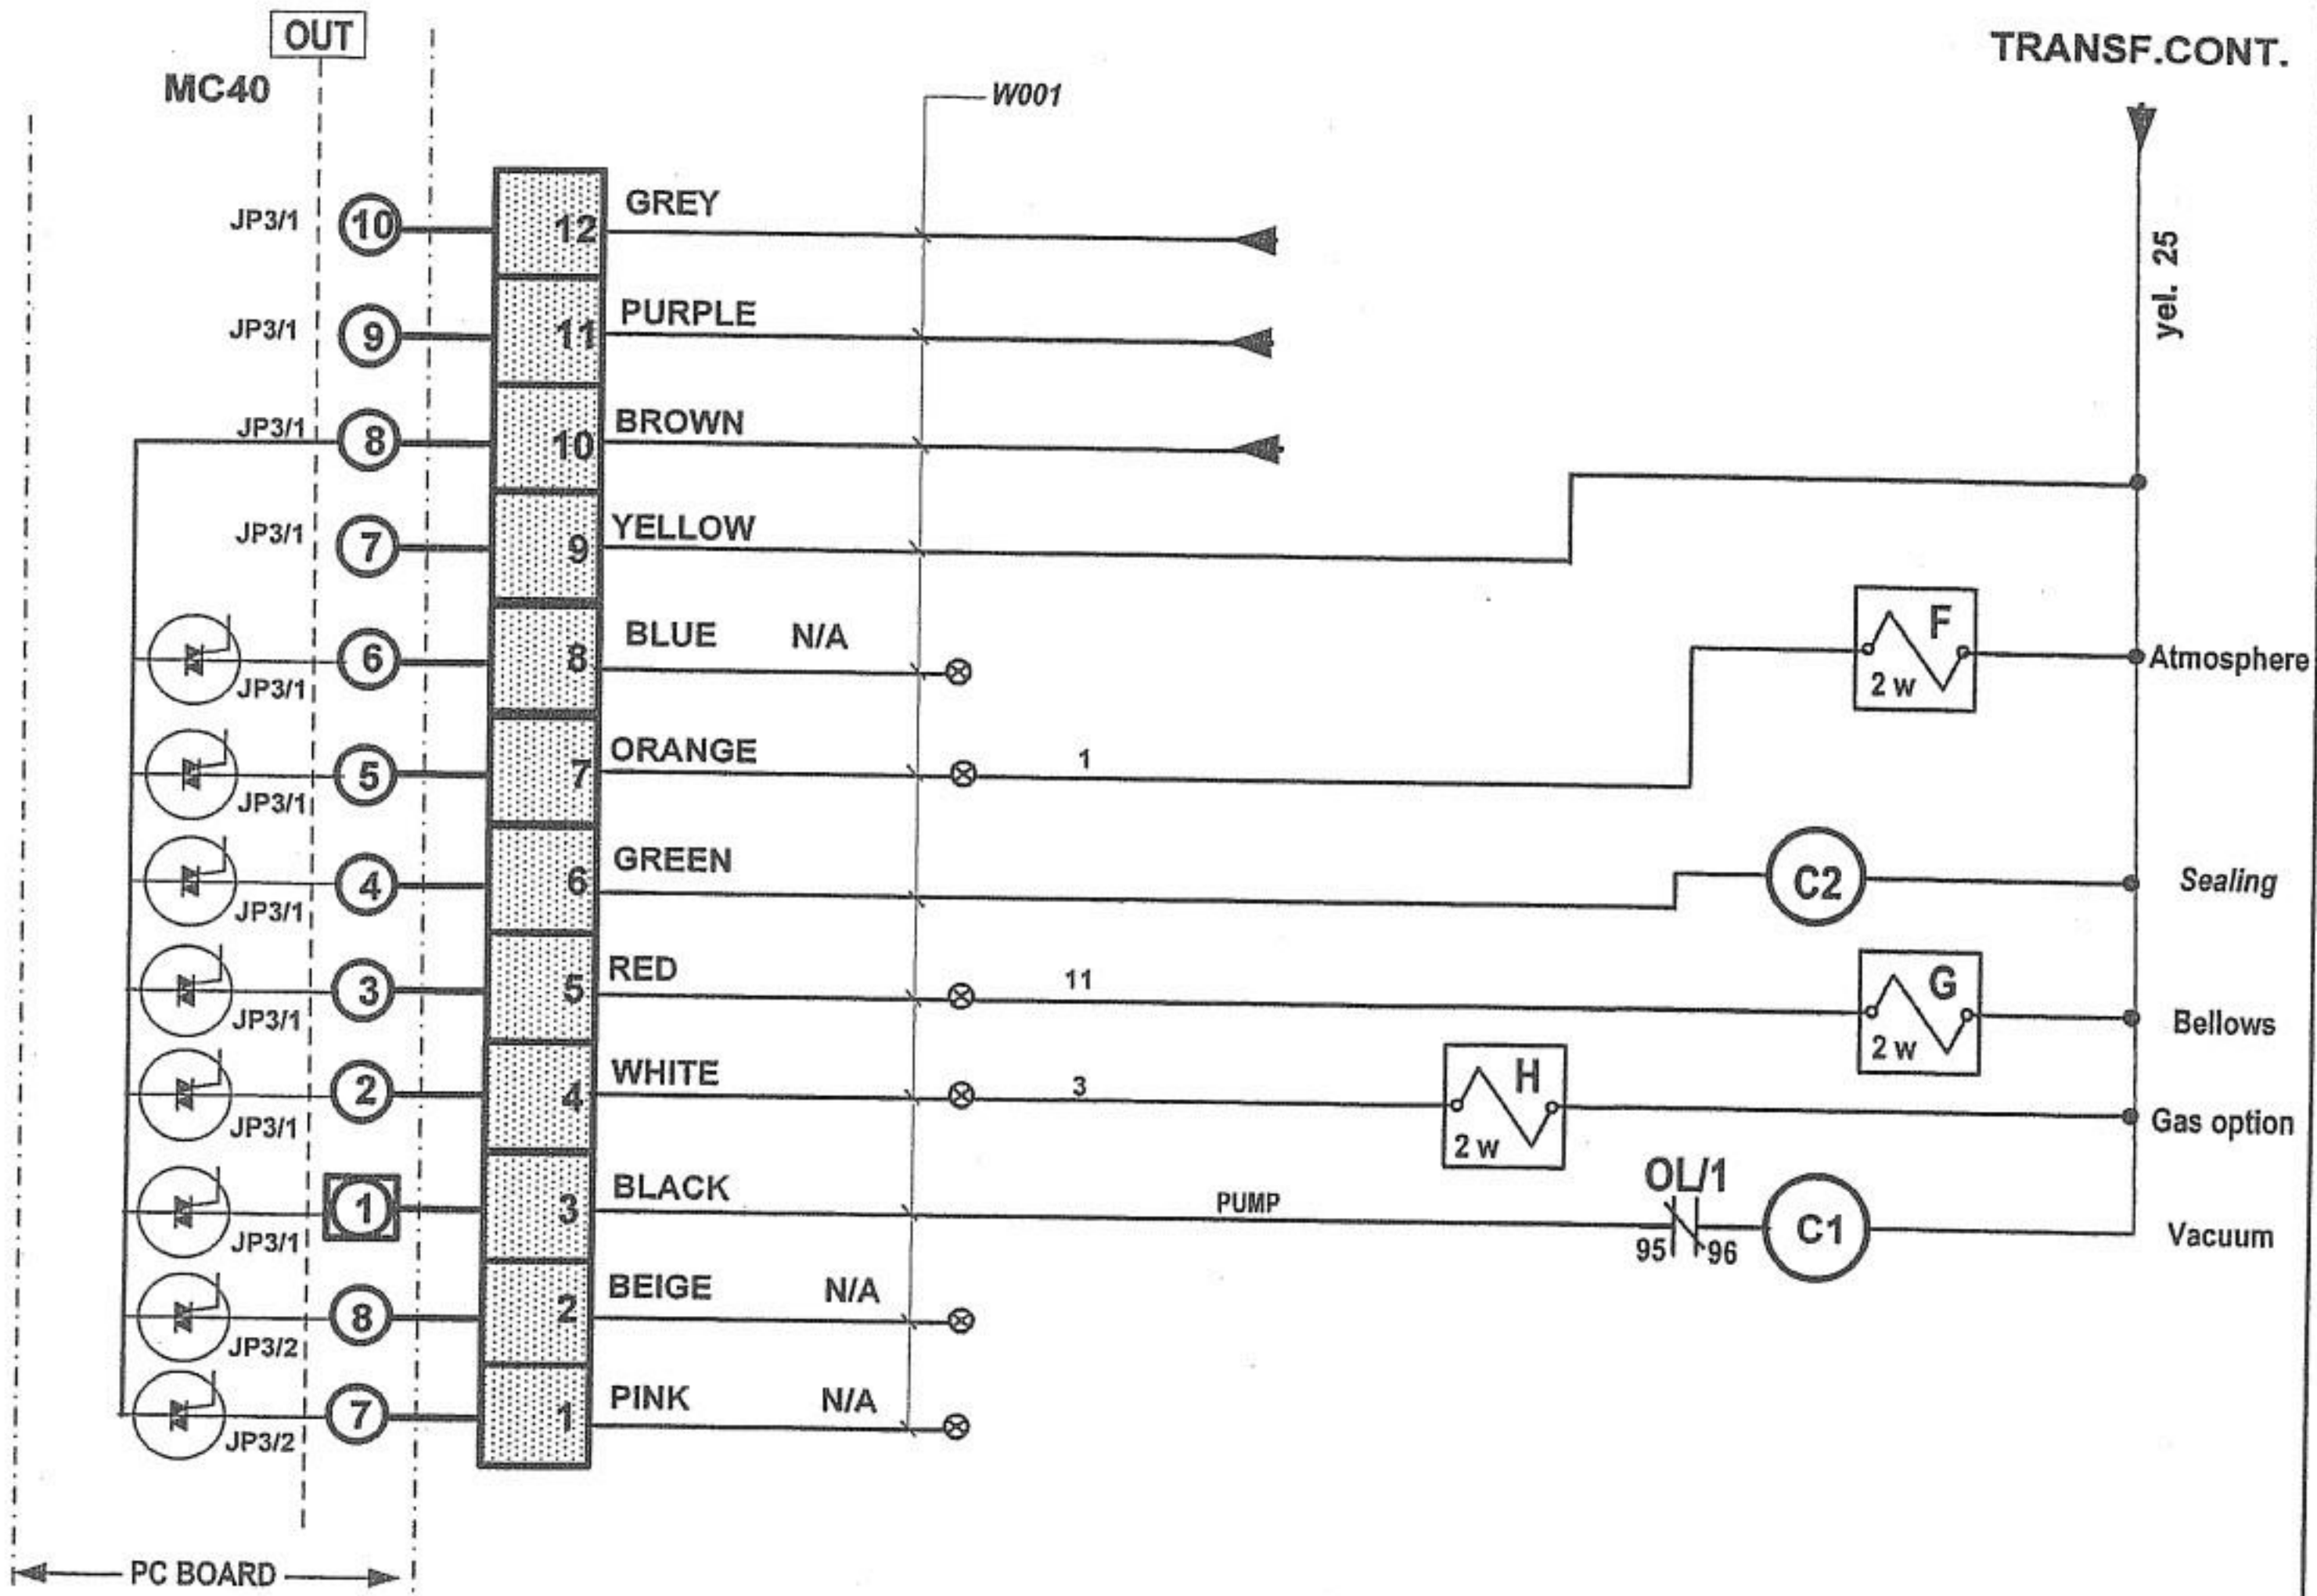 OUT
TRANSF.CONT.
MC40
W001
JP3/1 10 12 GREY
yel. 25
JP3/1 9 11 PURPLE
JP3/1 8 10 BROWN
JP3/1 7 9 YELLOW
JP3/1 6 8 BLUE N/A
F
2 w
Atmosphere
JP3/1 5 7 ORANGE 1
JP3/1 4 6 GREEN C2 Sealing
JP3/1 3 5 RED 11
G
2 w
Bellows
JP3/1 2 4 WHITE 3
H
2 w
Gas option
JP3/1 1 3 BLACK PUMP
OL/1
95 96
C1
Vacuum
JP3/2 8 2 BEIGE N/A
JP3/2 7 1 PINK N/A
PC BOARD